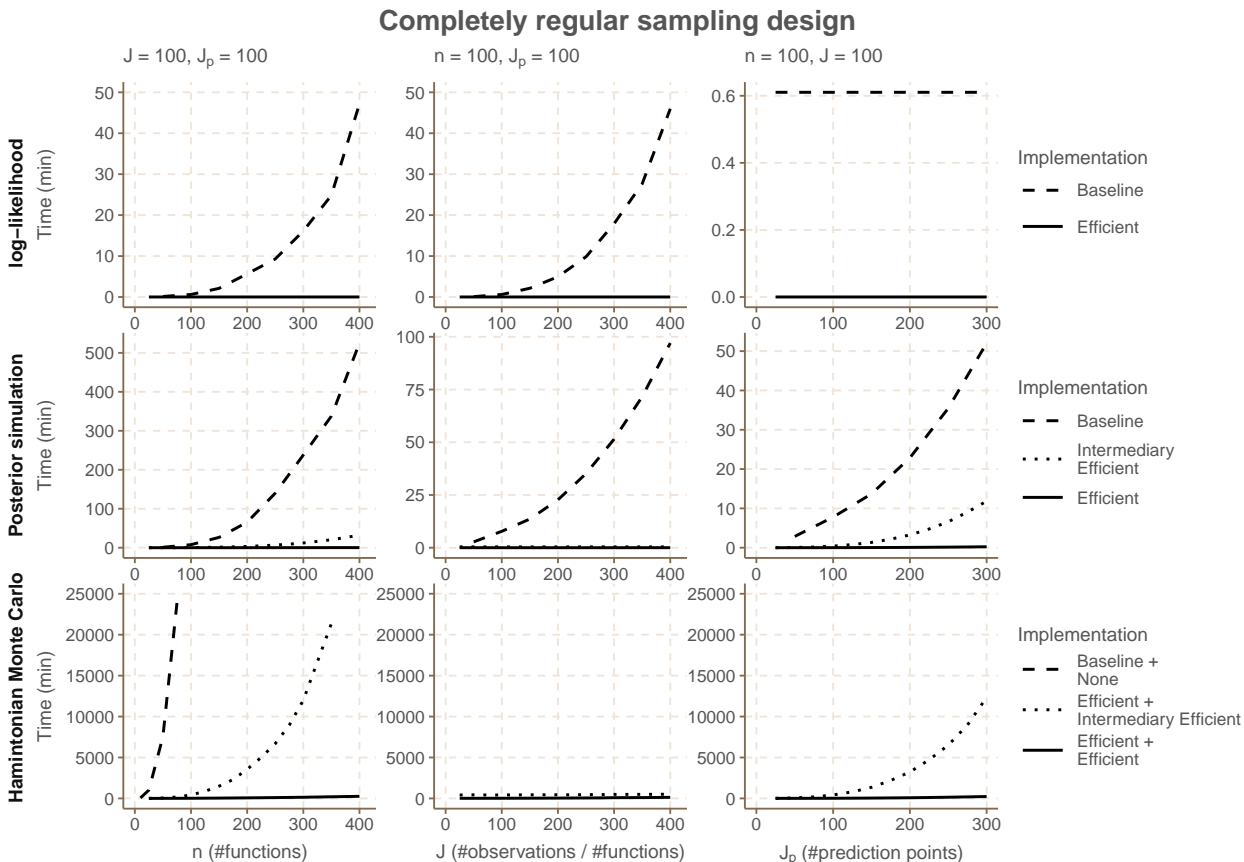 Completely regular sampling design
J = 100, Jp = 100
n = 100, Jp = 100
n = 100, J = 100
log−likelihood
Time (min)
50
40
30
20
10
0
0 100 200 300 400
50
40
30
20
10
0
0 100 200 300 400
0.6
0.4
0.2
0.0
0 100 200 300
Implementation
Baseline
Efficient
Posterior simulation
Time (min)
500
400
300
200
100
0
0 100 200 300 400
100
75
50
25
0
0 100 200 300 400
50
40
30
20
10
0
0 100 200 300
Implementation
Baseline
Intermediary
Efficient
Efficient
Hamintonian Monte Carlo
Time (min)
25000
20000
15000
10000
5000
0
0 100 200 300 400
n (#functions)
25000
20000
15000
10000
5000
0
0 100 200 300 400
J (#observations / #functions)
25000
20000
15000
10000
5000
0
0 100 200 300
Jp (#prediction points)
Implementation
Baseline +
None
Efficient +
Intermediary Efficient
Efficient +
Efficient